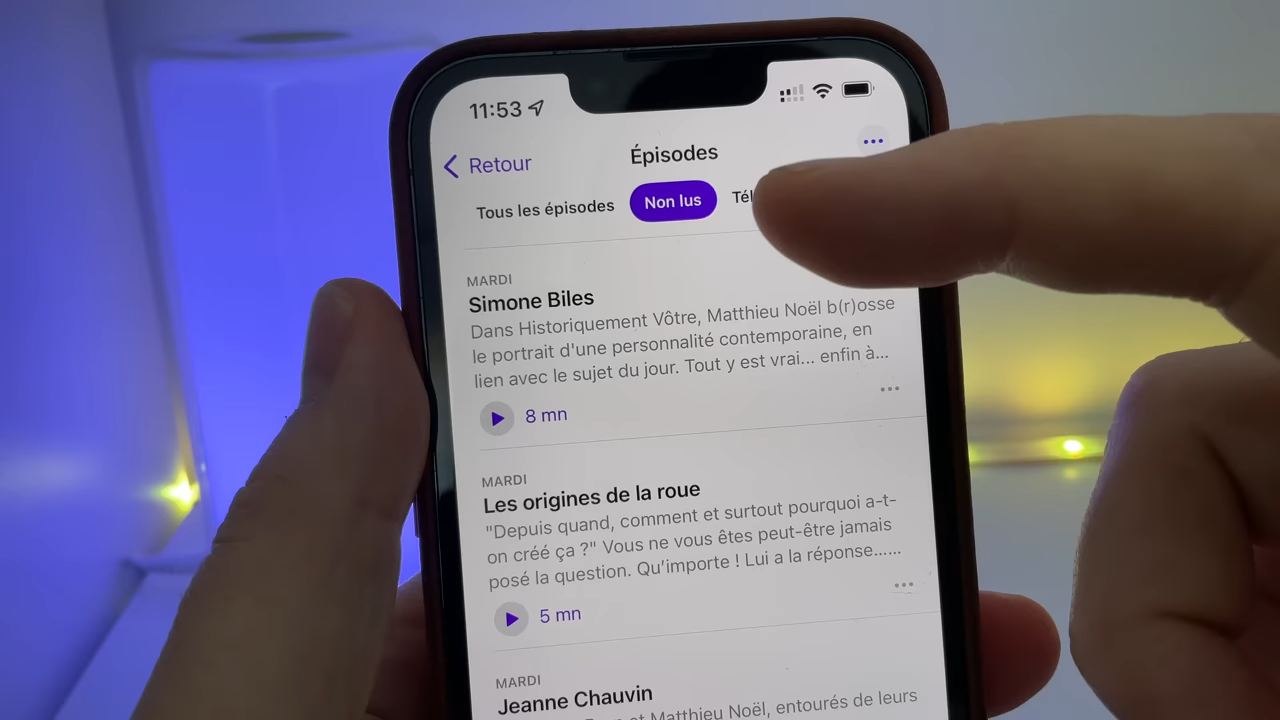 11:53
Retour
Épisodes
Tous les épisodes
Non lus
MARDI
Simone Biles
Dans Historiquement Vôtre, Matthieu Noël b(r)osse
le portrait d'une personnalité contemporaine, en
lien avec le sujet du jour. Tout y est vrai... enfin à...
8 mn
MARDI
Les origines de la roue
"Depuis quand, comment et surtout pourquoi a-t-
on créé ça ?" Vous ne vous êtes peut-être jamais
posé la question. Qu'importe ! Lui a la réponse......
5 mn
MARDI
Jeanne Chauvin
et Matthieu Noël, entourés de leurs